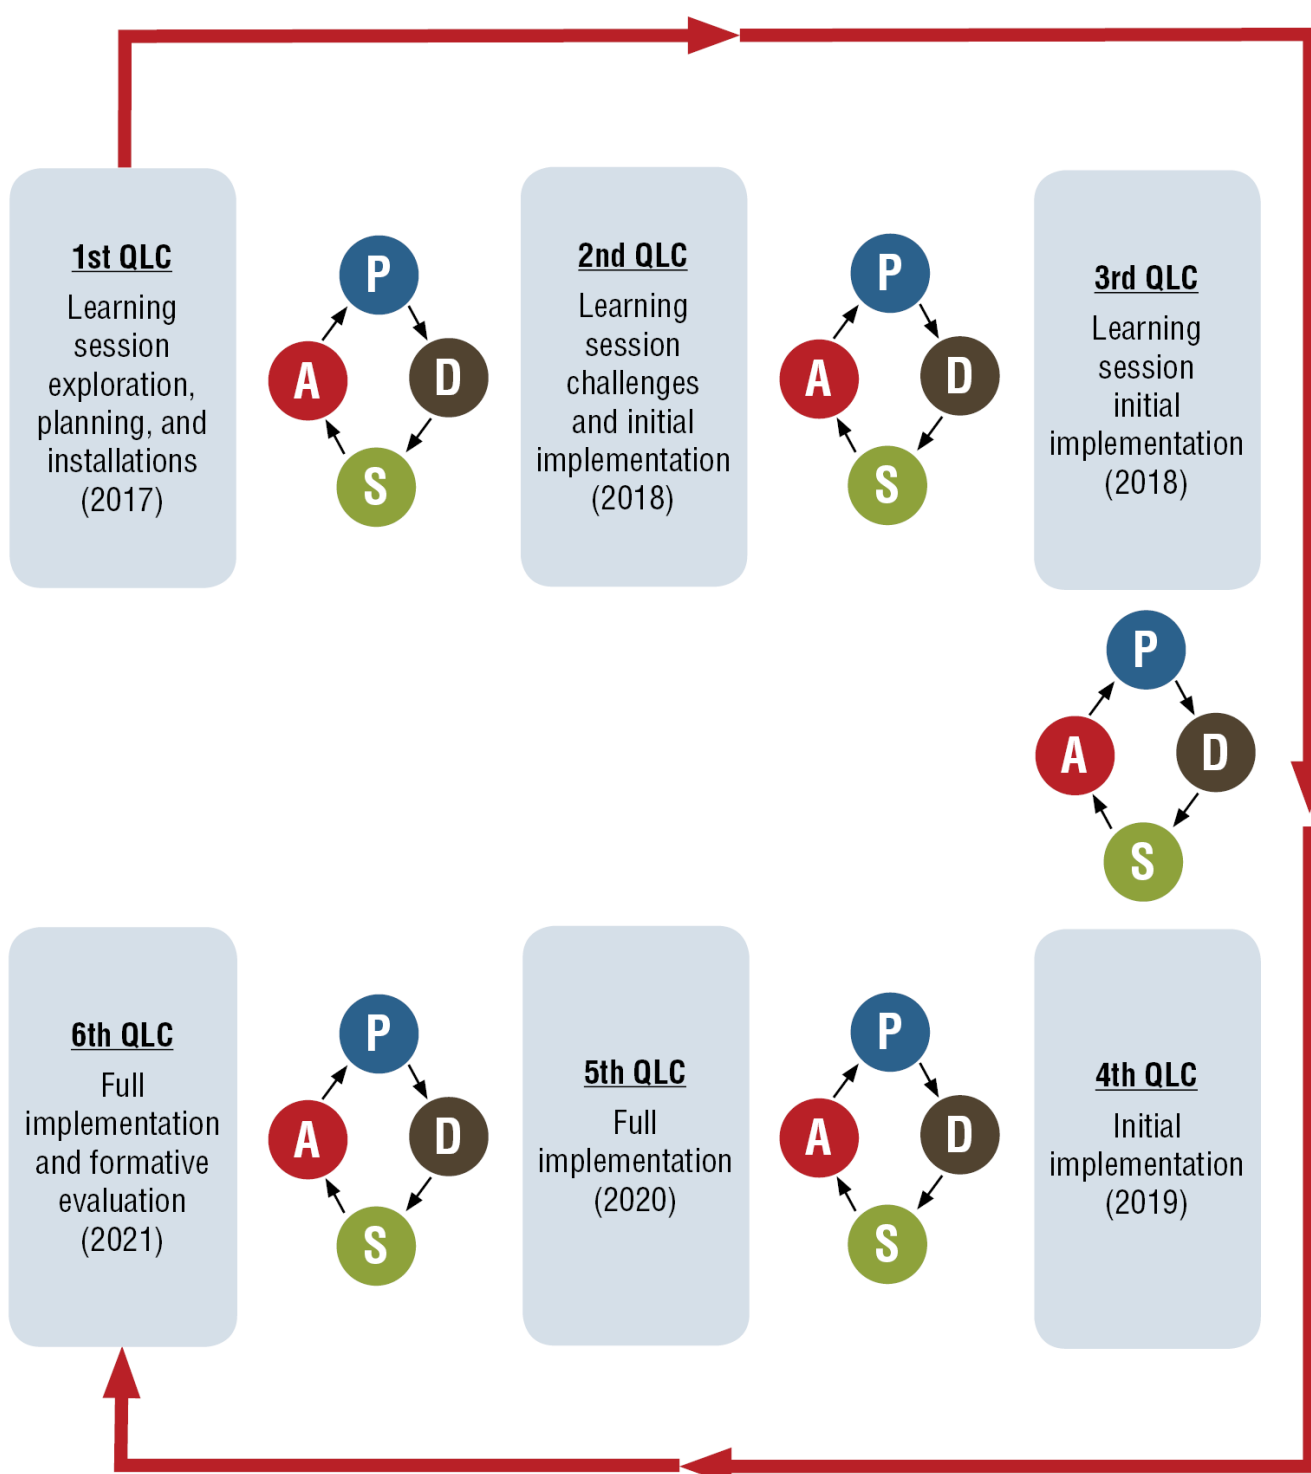 1st QLC
Learning
session
exploration,
planning, and
installations
(2017)
P
A
D
S
2nd QLC
Learning
session
challenges
and initial
implementation
(2018)
P
A
D
S
3rd QLC
Learning
session
initial
implementation
(2018)
P
A
D
S
4th QLC
Initial
implementation
(2019)
P
A
D
S
5th QLC
Full
implementation
(2020)
P
A
D
S
6th QLC
Full
implementation
and formative
evaluation
(2021)